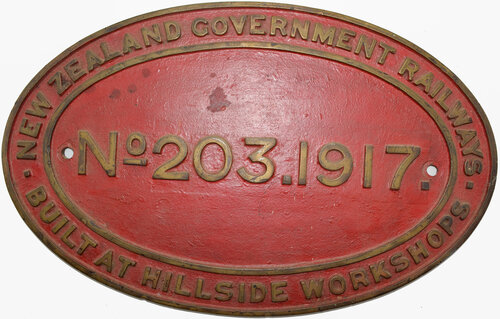 NEW ZEALAND GOVERNMENT RAILWAYS.
No 203.1917.
BUILT AT HILLSIDE WORKSHOPS